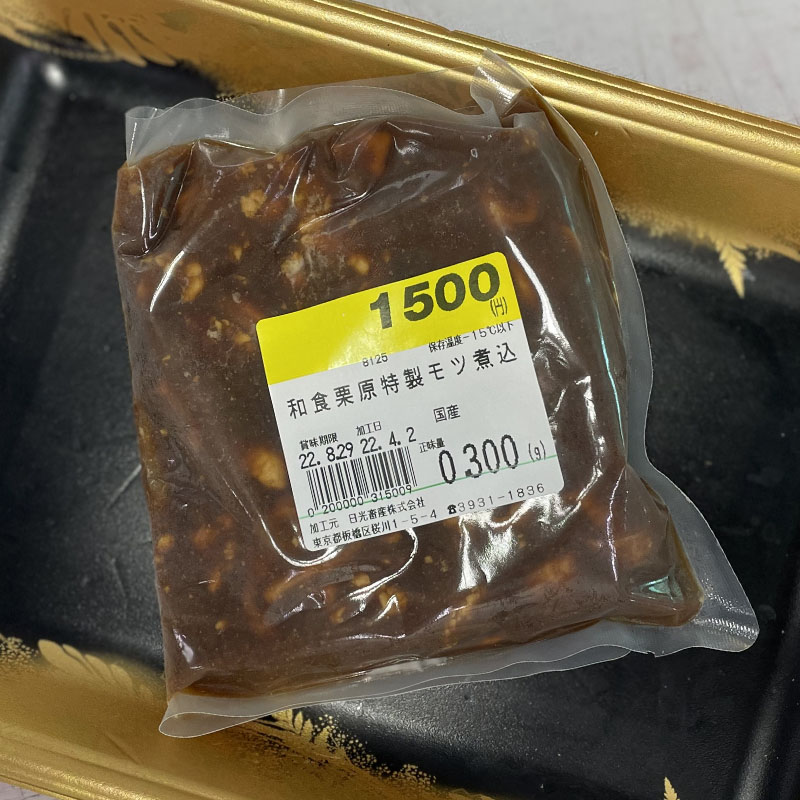 1500(円)
8125 保存温度-15℃以下
和食栗原特製モツ煮込
賞味期限 加工日 国産
22.8.29 22.4.2 正味量 0300(g)
0200000315009
加工元 日光畜産株式会社
東京都板橋区桜川1-5-4 ☎3931-1836